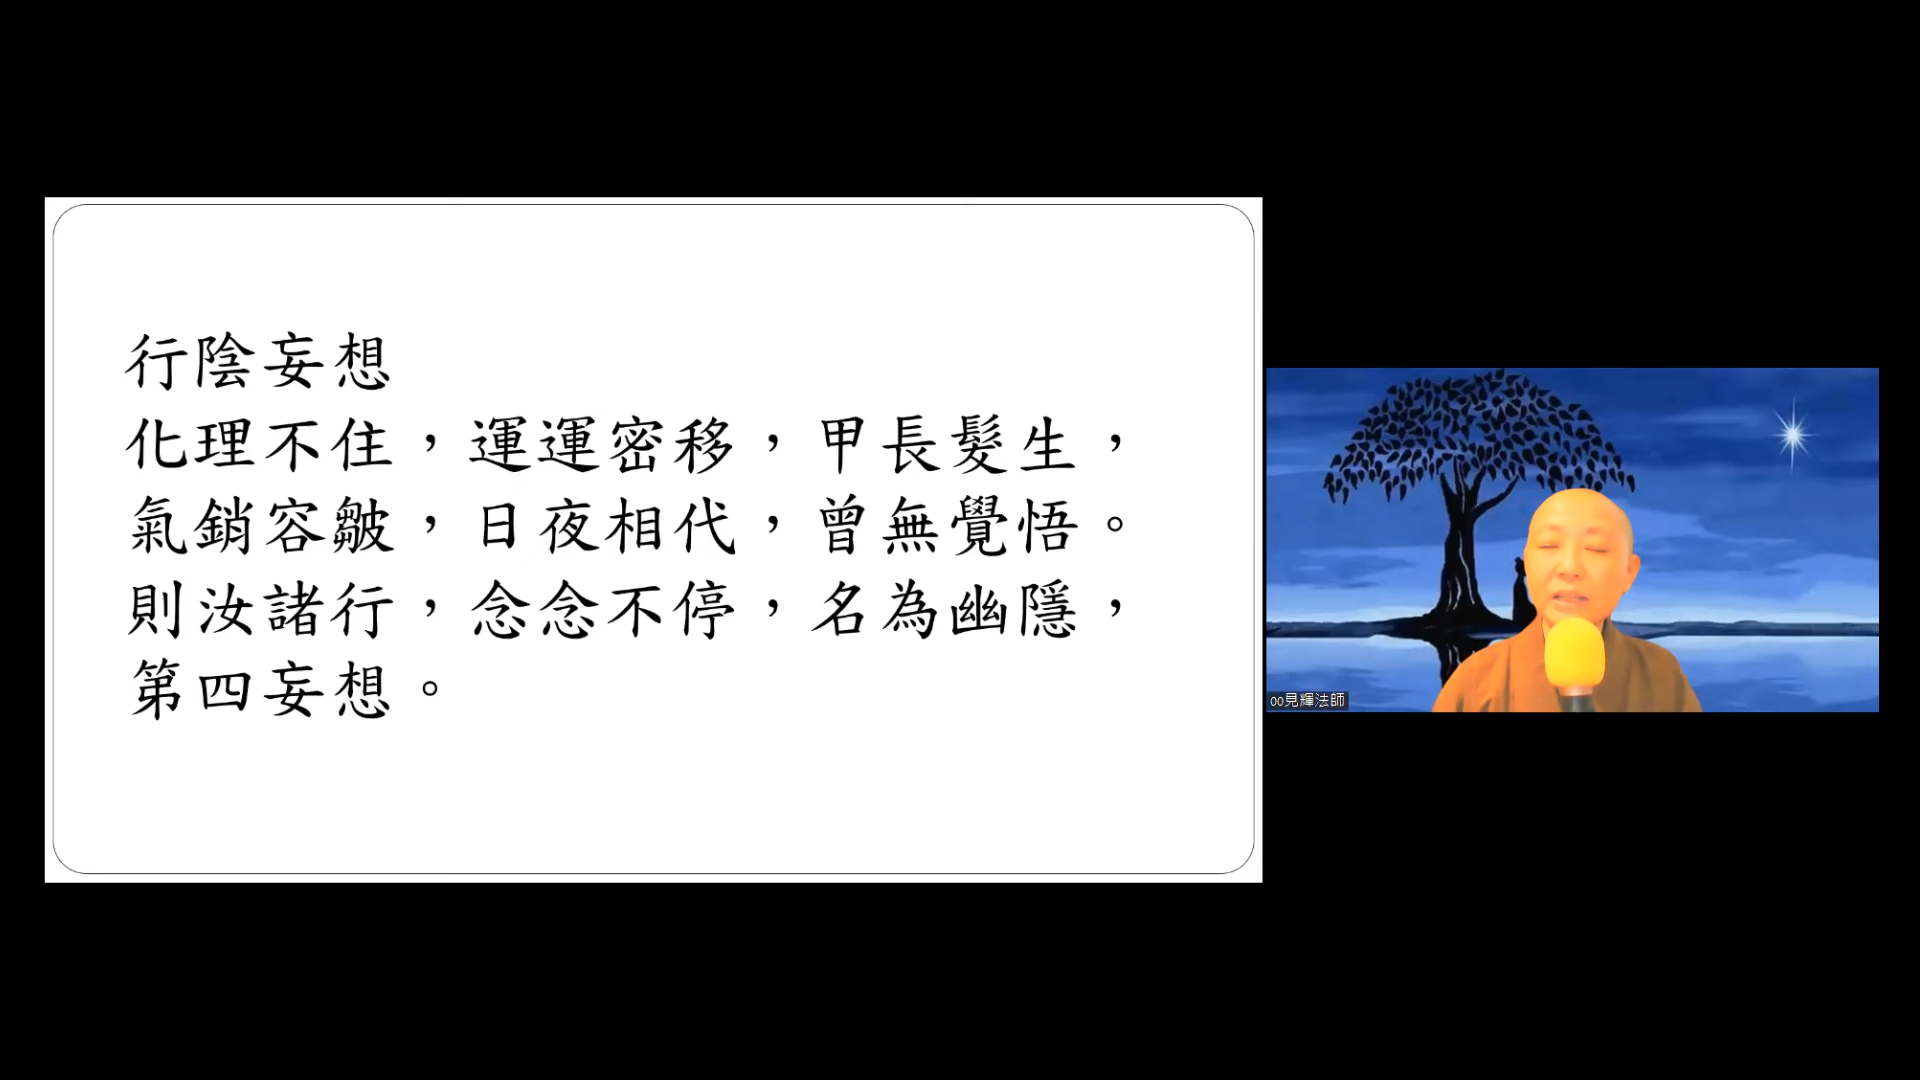 行陰妄想
化理不住，運運密移，甲長髮生，
氣銷容皺，日夜相代，曾無覺悟。
則汝諸行，念念不停，名為幽隱，
第四妄想。
00見輝法師